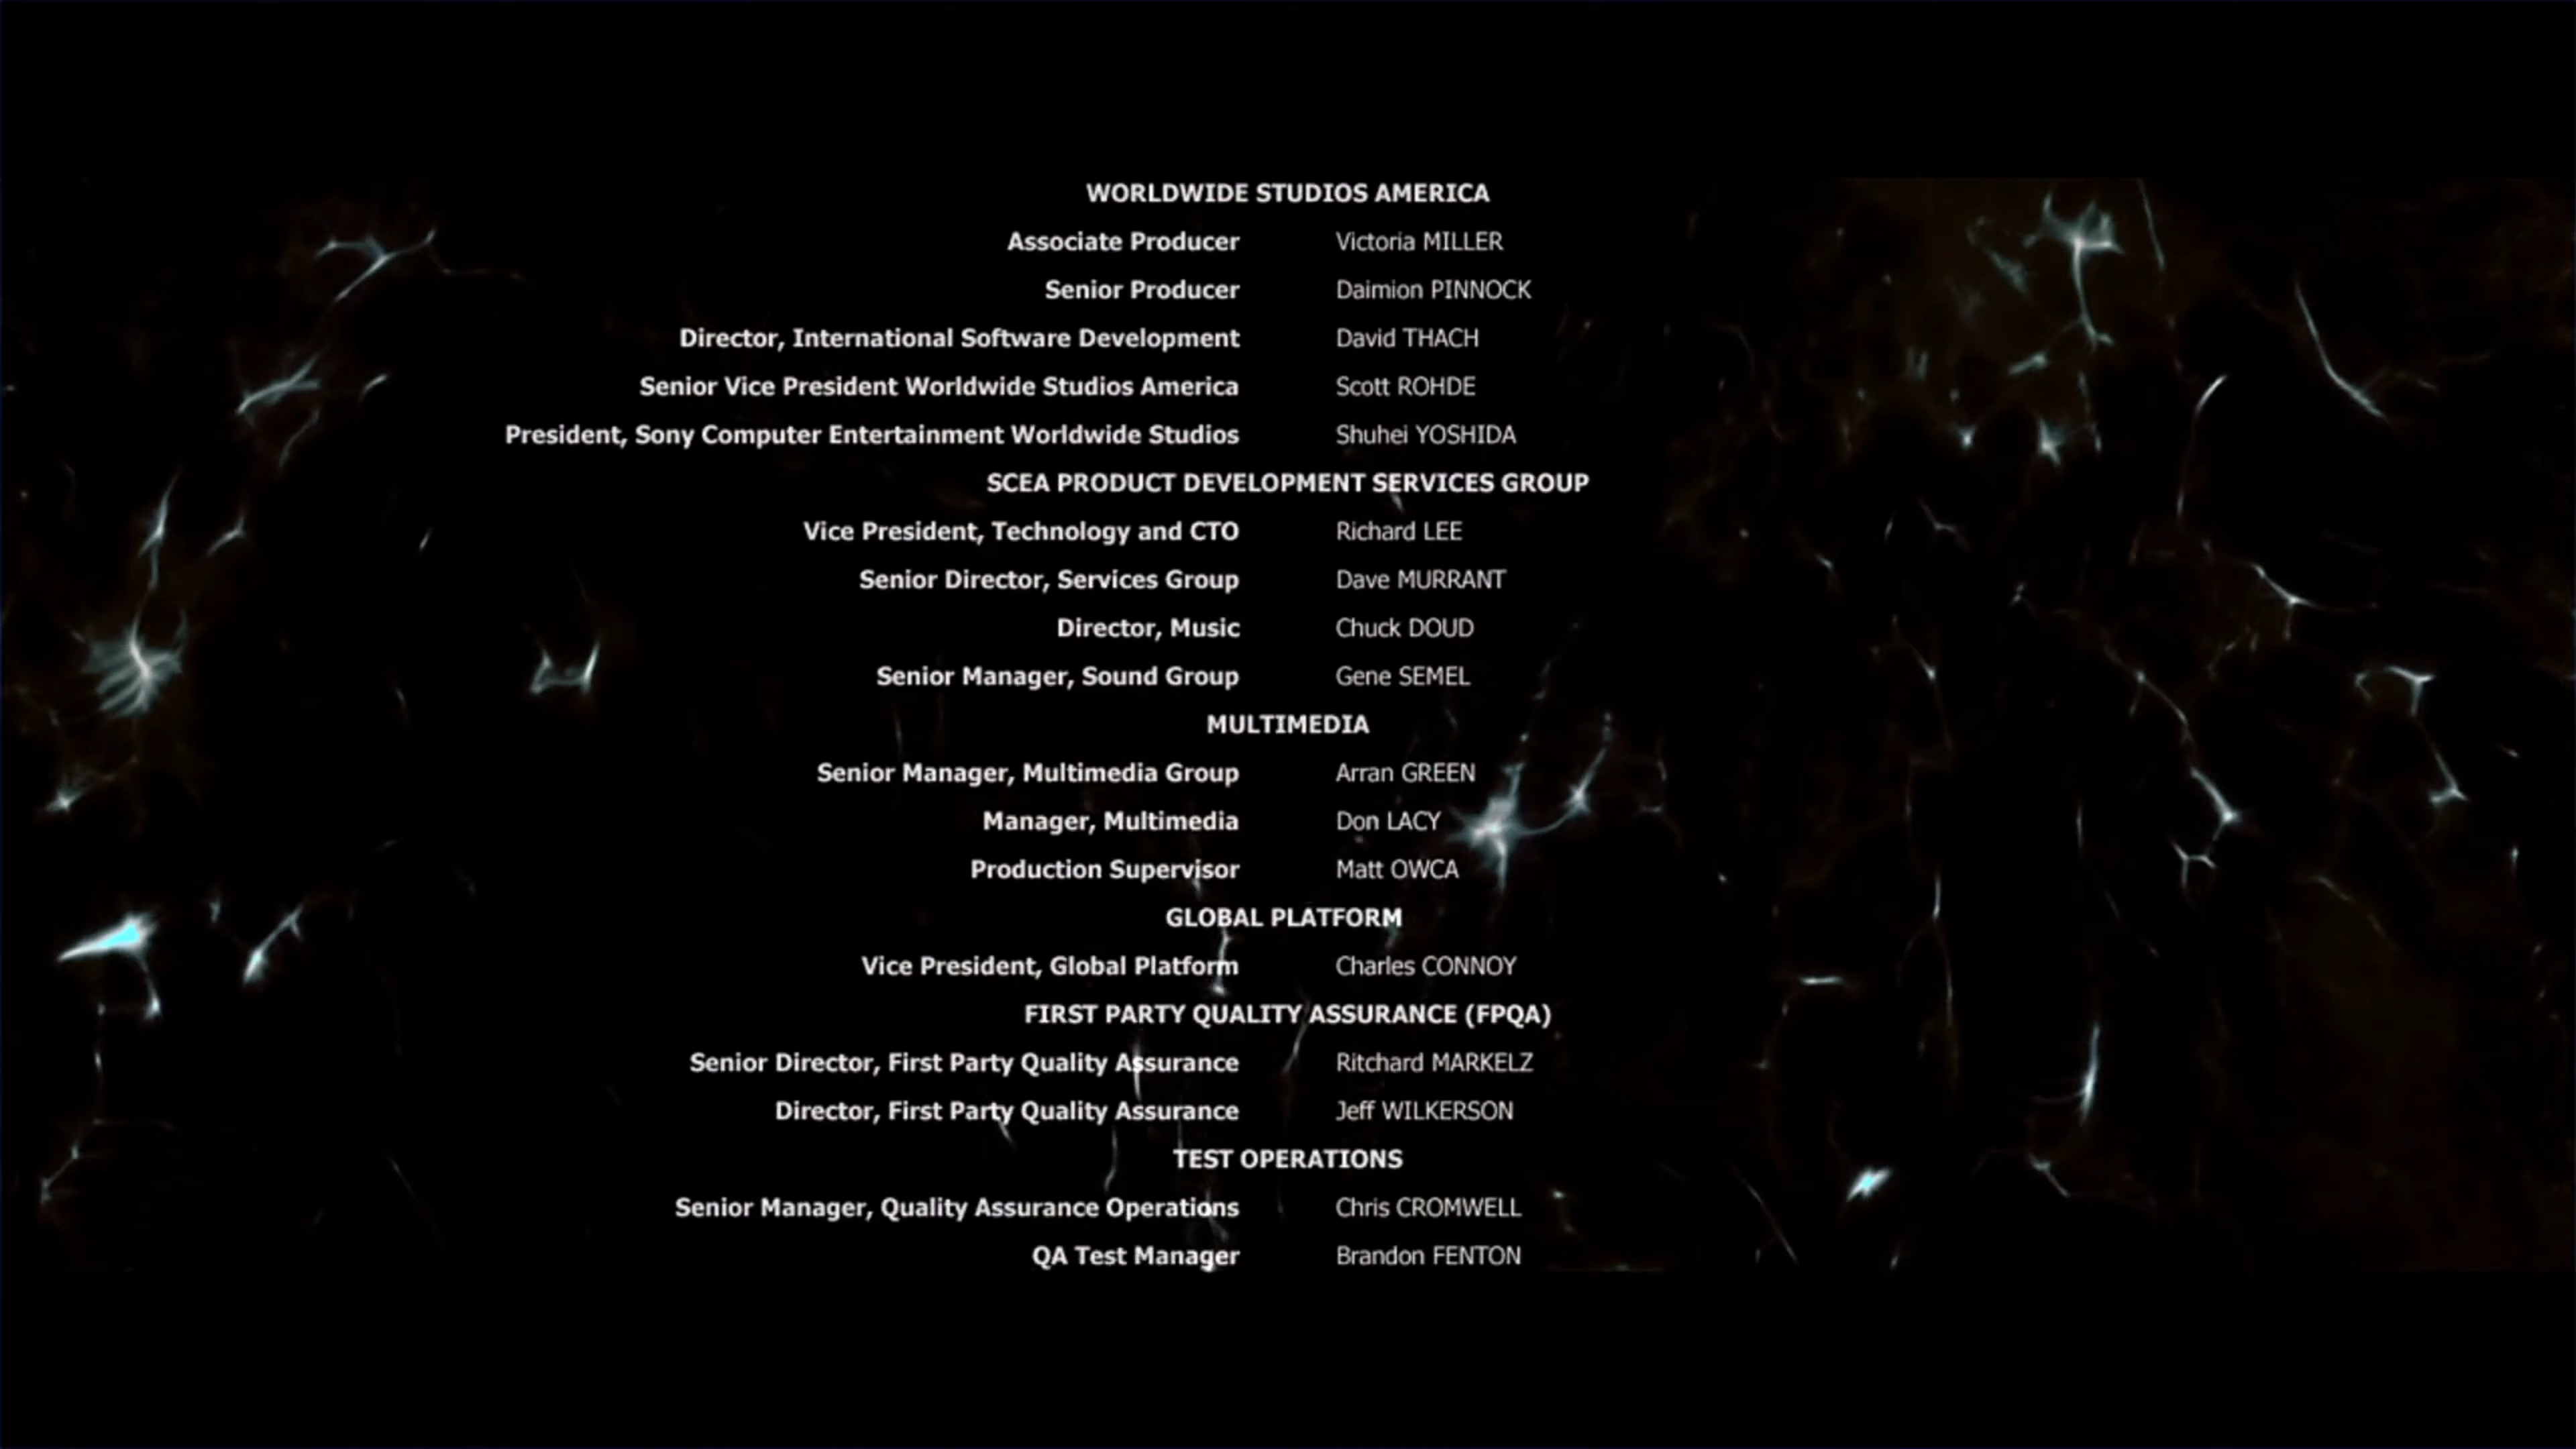 WORLDWIDE STUDIOS AMERICA
Associate Producer Victoria MILLER
Senior Producer Daimion PINNOCK
Director, International Software Development David THACH
Senior Vice President Worldwide Studios America Scott ROHDE
President, Sony Computer Entertainment Worldwide Studios Shuhei YOSHIDA
SCEA PRODUCT DEVELOPMENT SERVICES GROUP
Vice President, Technology and CTO Richard LEE
Senior Director, Services Group Dave MURRANT
Director, Music Chuck DOUD
Senior Manager, Sound Group Gene SEMEL
MULTIMEDIA
Senior Manager, Multimedia Group Arran GREEN
Manager, Multimedia Don LACY
Production Supervisor Matt OWCA
GLOBAL PLATFORM
Vice President, Global Platform Charles CONNOY
FIRST PARTY QUALITY ASSURANCE (FPQA)
Senior Director, First Party Quality Assurance Ritchard MARKELZ
Director, First Party Quality Assurance Jeff WILKERSON
TEST OPERATIONS
Senior Manager, Quality Assurance Operations Chris CROMWELL
QA Test Manager Brandon FENTON